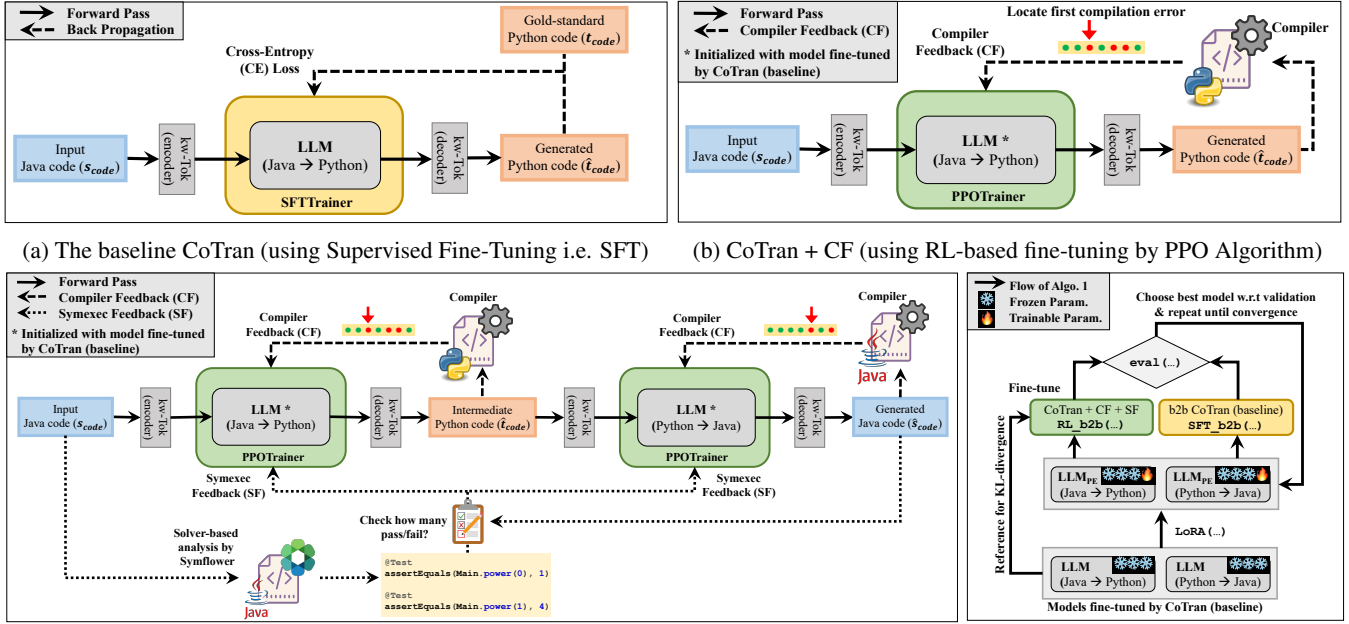 Forward Pass
Back Propagation
Gold-standard
Python code (t_code)
Cross-Entropy
(CE) Loss
Input
Java code (s_code)
kw-Tok
(encoder)
LLM
(Java → Python)
SFTTrainer
kw-Tok
(decoder)
Generated
Python code (t̂_code)
(a) The baseline CoTran (using Supervised Fine-Tuning i.e. SFT)
Forward Pass
Compiler Feedback (CF)
* Initialized with model fine-tuned
by CoTran (baseline)
Locate first compilation error
Compiler
Feedback (CF)
Compiler
Input
Java code (s_code)
kw-Tok
(encoder)
LLM *
(Java → Python)
PPOTrainer
kw-Tok
(decoder)
Generated
Python code (t̂_code)
(b) CoTran + CF (using RL-based fine-tuning by PPO Algorithm)
Forward Pass
Compiler Feedback (CF)
Symexec Feedback (SF)
* Initialized with model fine-tuned
by CoTran (baseline)
Compiler
Feedback (CF)
Compiler
Compiler
Feedback (CF)
Compiler
Java
Input
Java code (s_code)
kw-Tok
(encoder)
LLM *
(Java → Python)
PPOTrainer
kw-Tok
(decoder)
Intermediate
Python code (t̂_code)
kw-Tok
(encoder)
LLM *
(Python → Java)
PPOTrainer
kw-Tok
(decoder)
Generated
Java code (ŝ_code)
Symexec
Feedback (SF)
Symexec
Feedback (SF)
Solver-based
analysis by
Symflower
Java
Check how many
pass/fail?
@Test
assertEquals(Main.power(0), 1)
@Test
assertEquals(Main.power(1), 4)
Flow of Algo. 1
Frozen Param.
Trainable Param.
Choose best model w.r.t validation
& repeat until convergence
eval(…)
Fine-tune
CoTran + CF + SF
RL_b2b(…)
b2b CoTran (baseline)
SFT_b2b(…)
Reference for KL-divergence
LLM_PE
(Java → Python)
LLM_PE
(Python → Java)
LoRA(…)
LLM
(Java → Python)
LLM
(Python → Java)
Models fine-tuned by CoTran (baseline)